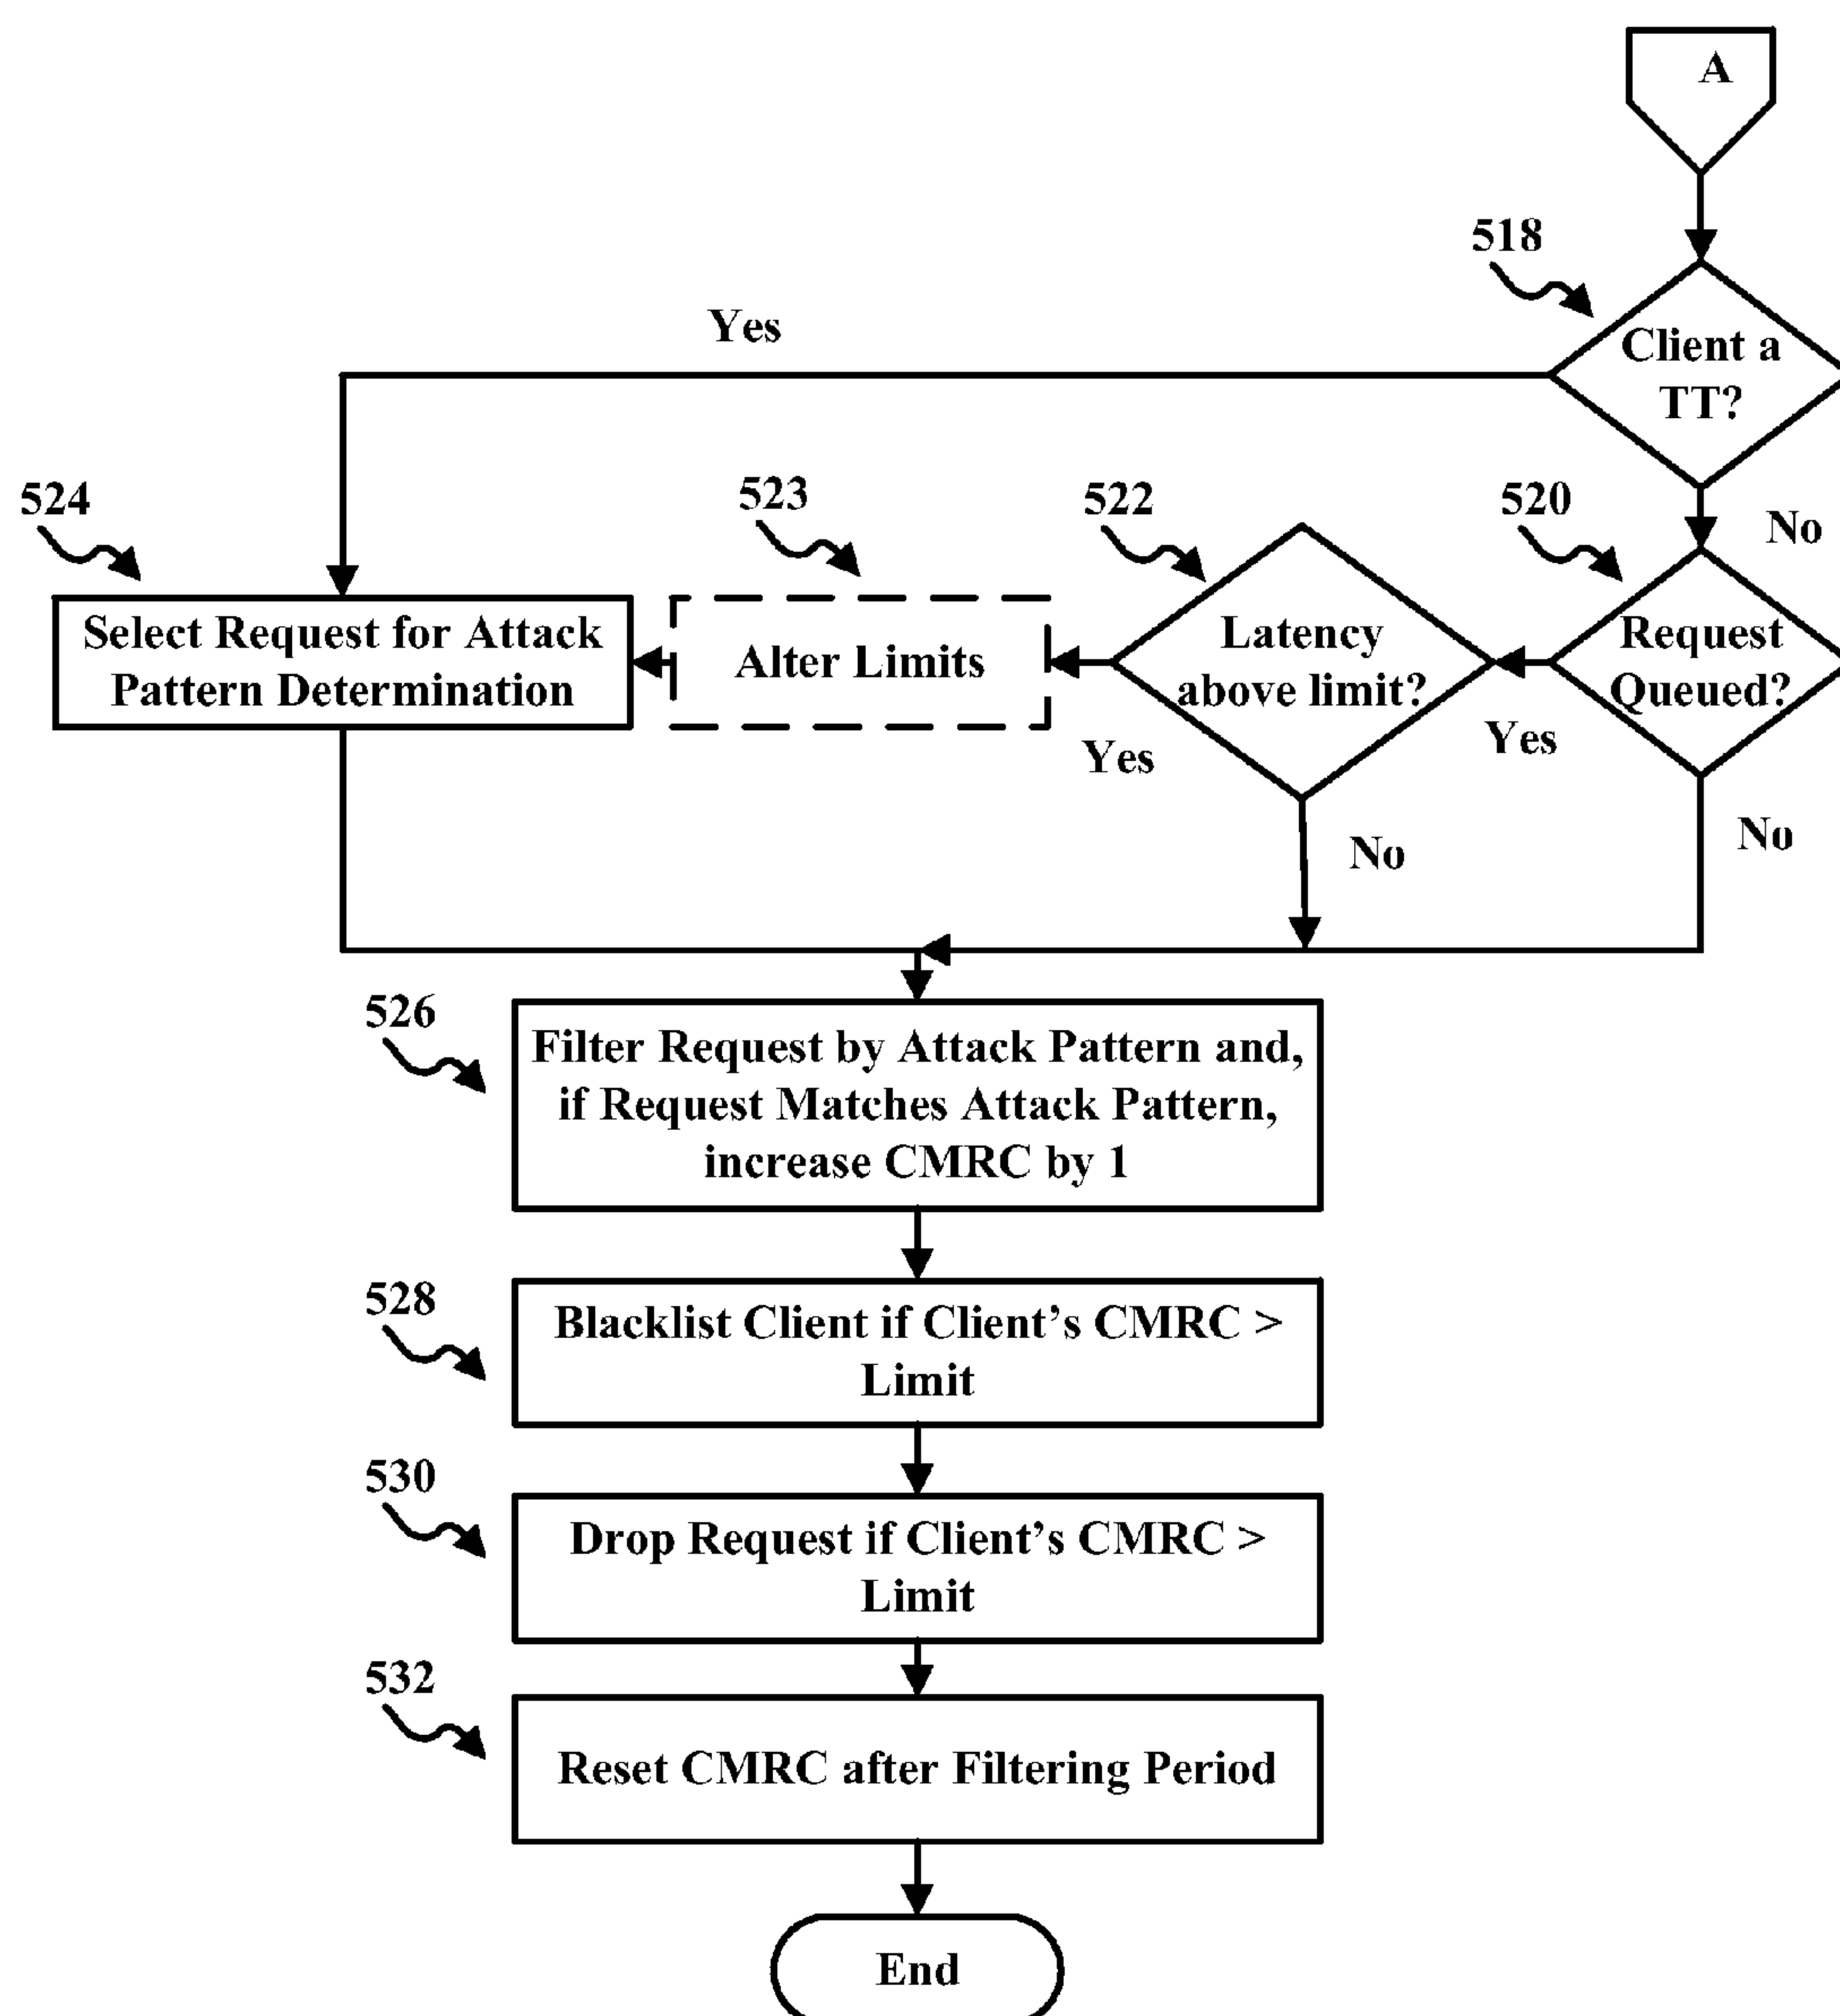 A
518
Client a
TT?
Yes
No
524
523
522
520
Select Request for Attack
Pattern Determination
Alter Limits
Latency
above limit?
Request
Queued?
Yes
Yes
No
No
526
Filter Request by Attack Pattern and,
if Request Matches Attack Pattern,
increase CMRC by 1
528
Blacklist Client if Client's CMRC >
Limit
530
Drop Request if Client's CMRC >
Limit
532
Reset CMRC after Filtering Period
End